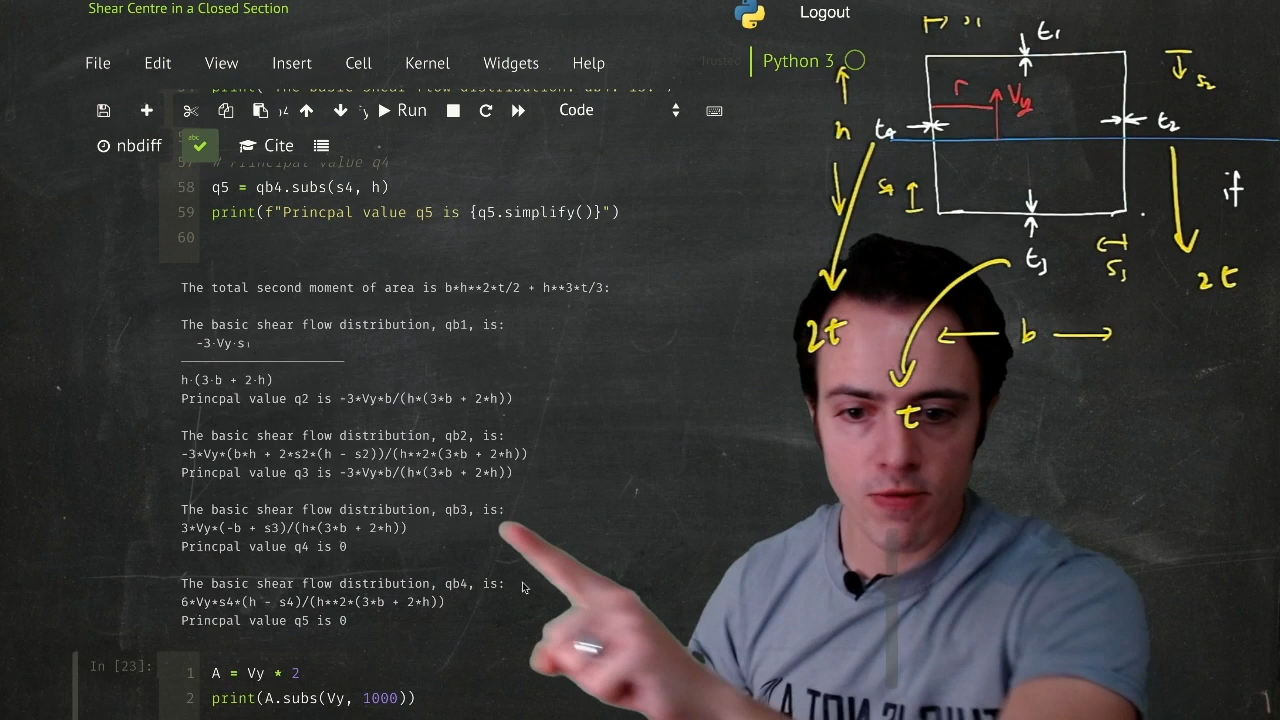 Shear Centre in a Closed Section
Logout
File Edit View Insert Cell Kernel Widgets Help
Trusted
Python 3
Run
Code
nbdiff
abc
Cite
57 # Principal value q4
58 q5 = qb4.subs(s4, h)
59 print(f"Princpal value q5 is {q5.simplify()}")
60
The total second moment of area is b*h**2*t/2 + h**3*t/3:
The basic shear flow distribution, qb1, is:
-3⋅Vy⋅s₁
h⋅(3⋅b + 2⋅h)
Princpal value q2 is -3*Vy*b/(h*(3*b + 2*h))
The basic shear flow distribution, qb2, is:
-3*Vy*(b*h + 2*s2*(h - s2))/(h**2*(3*b + 2*h))
Princpal value q3 is -3*Vy*b/(h*(3*b + 2*h))
The basic shear flow distribution, qb3, is:
3*Vy*(-b + s3)/(h*(3*b + 2*h))
Princpal value q4 is 0
The basic shear flow distribution, qb4, is:
6*Vy*s4*(h - s4)/(h**2*(3*b + 2*h))
Princpal value q5 is 0
In [23]:
1 A = Vy * 2
2 print(A.subs(Vy, 1000))
t1
s2
r
Vy
h
t4
t2
s4
if
t3
s3
2t
2t
b
t